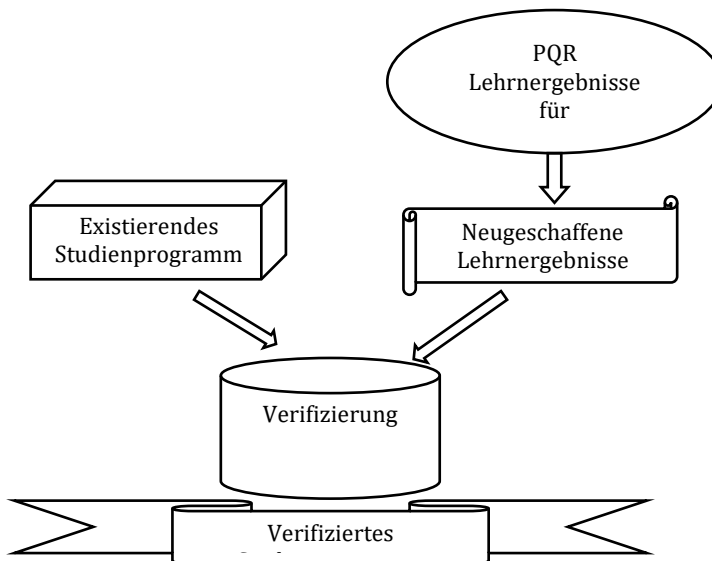 PQR
Lehrnergebnisse
für
Existierendes
Studienprogramm
Neugeschaffene
Lehrnergebnisse
Verifizierung
Verifiziertes